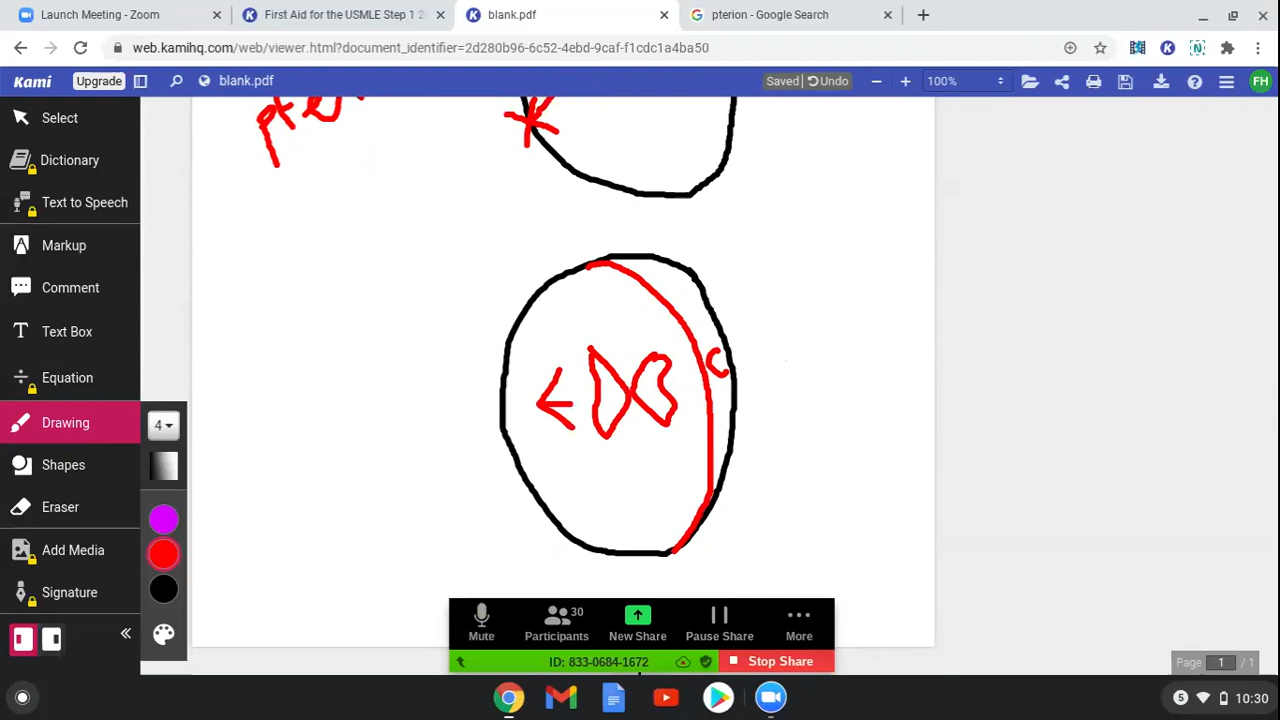 Launch Meeting - Zoom
First Aid for the USMLE Step 1 2
blank.pdf
pterion - Google Search
web.kamihq.com/web/viewer.html?document_identifier=2d280b96-6c52-4ebd-9caf-f1cdc1a4ba50
Kami
Upgrade
blank.pdf
Saved
Undo
100%
FH
Select
Dictionary
Text to Speech
Markup
Comment
Text Box
Equation
Drawing
4
Shapes
Eraser
Add Media
Signature
pter
C
Mute
Participants
30
New Share
Pause Share
More
ID: 833-0684-1672
Stop Share
Page 1 / 1
5
10:30